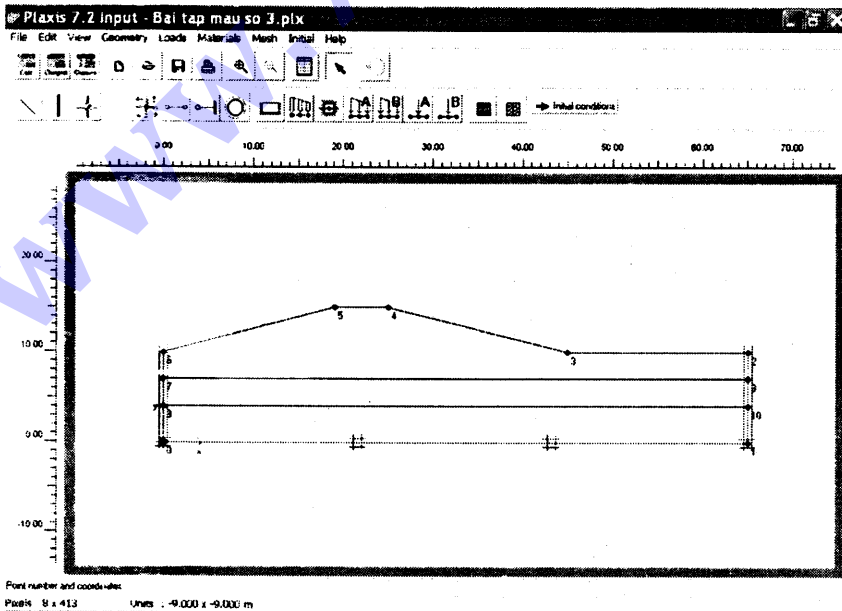 Plaxis 7.2 Input - Bai tap mau so 3.plx
File Edit View Geometry Loads Materials Mesh Initial Help
A B A B Initial conditions
0.00 10.00 20.00 30.00 40.00 50.00 60.00 70.00
20.00
5 4
10.00
6 3 2
7 9
y 10
0.00
0 x 1
-10.00
Point number and coordinates
Pixels : 8 x 413 Units : -9.000 x -9.000 m
www.